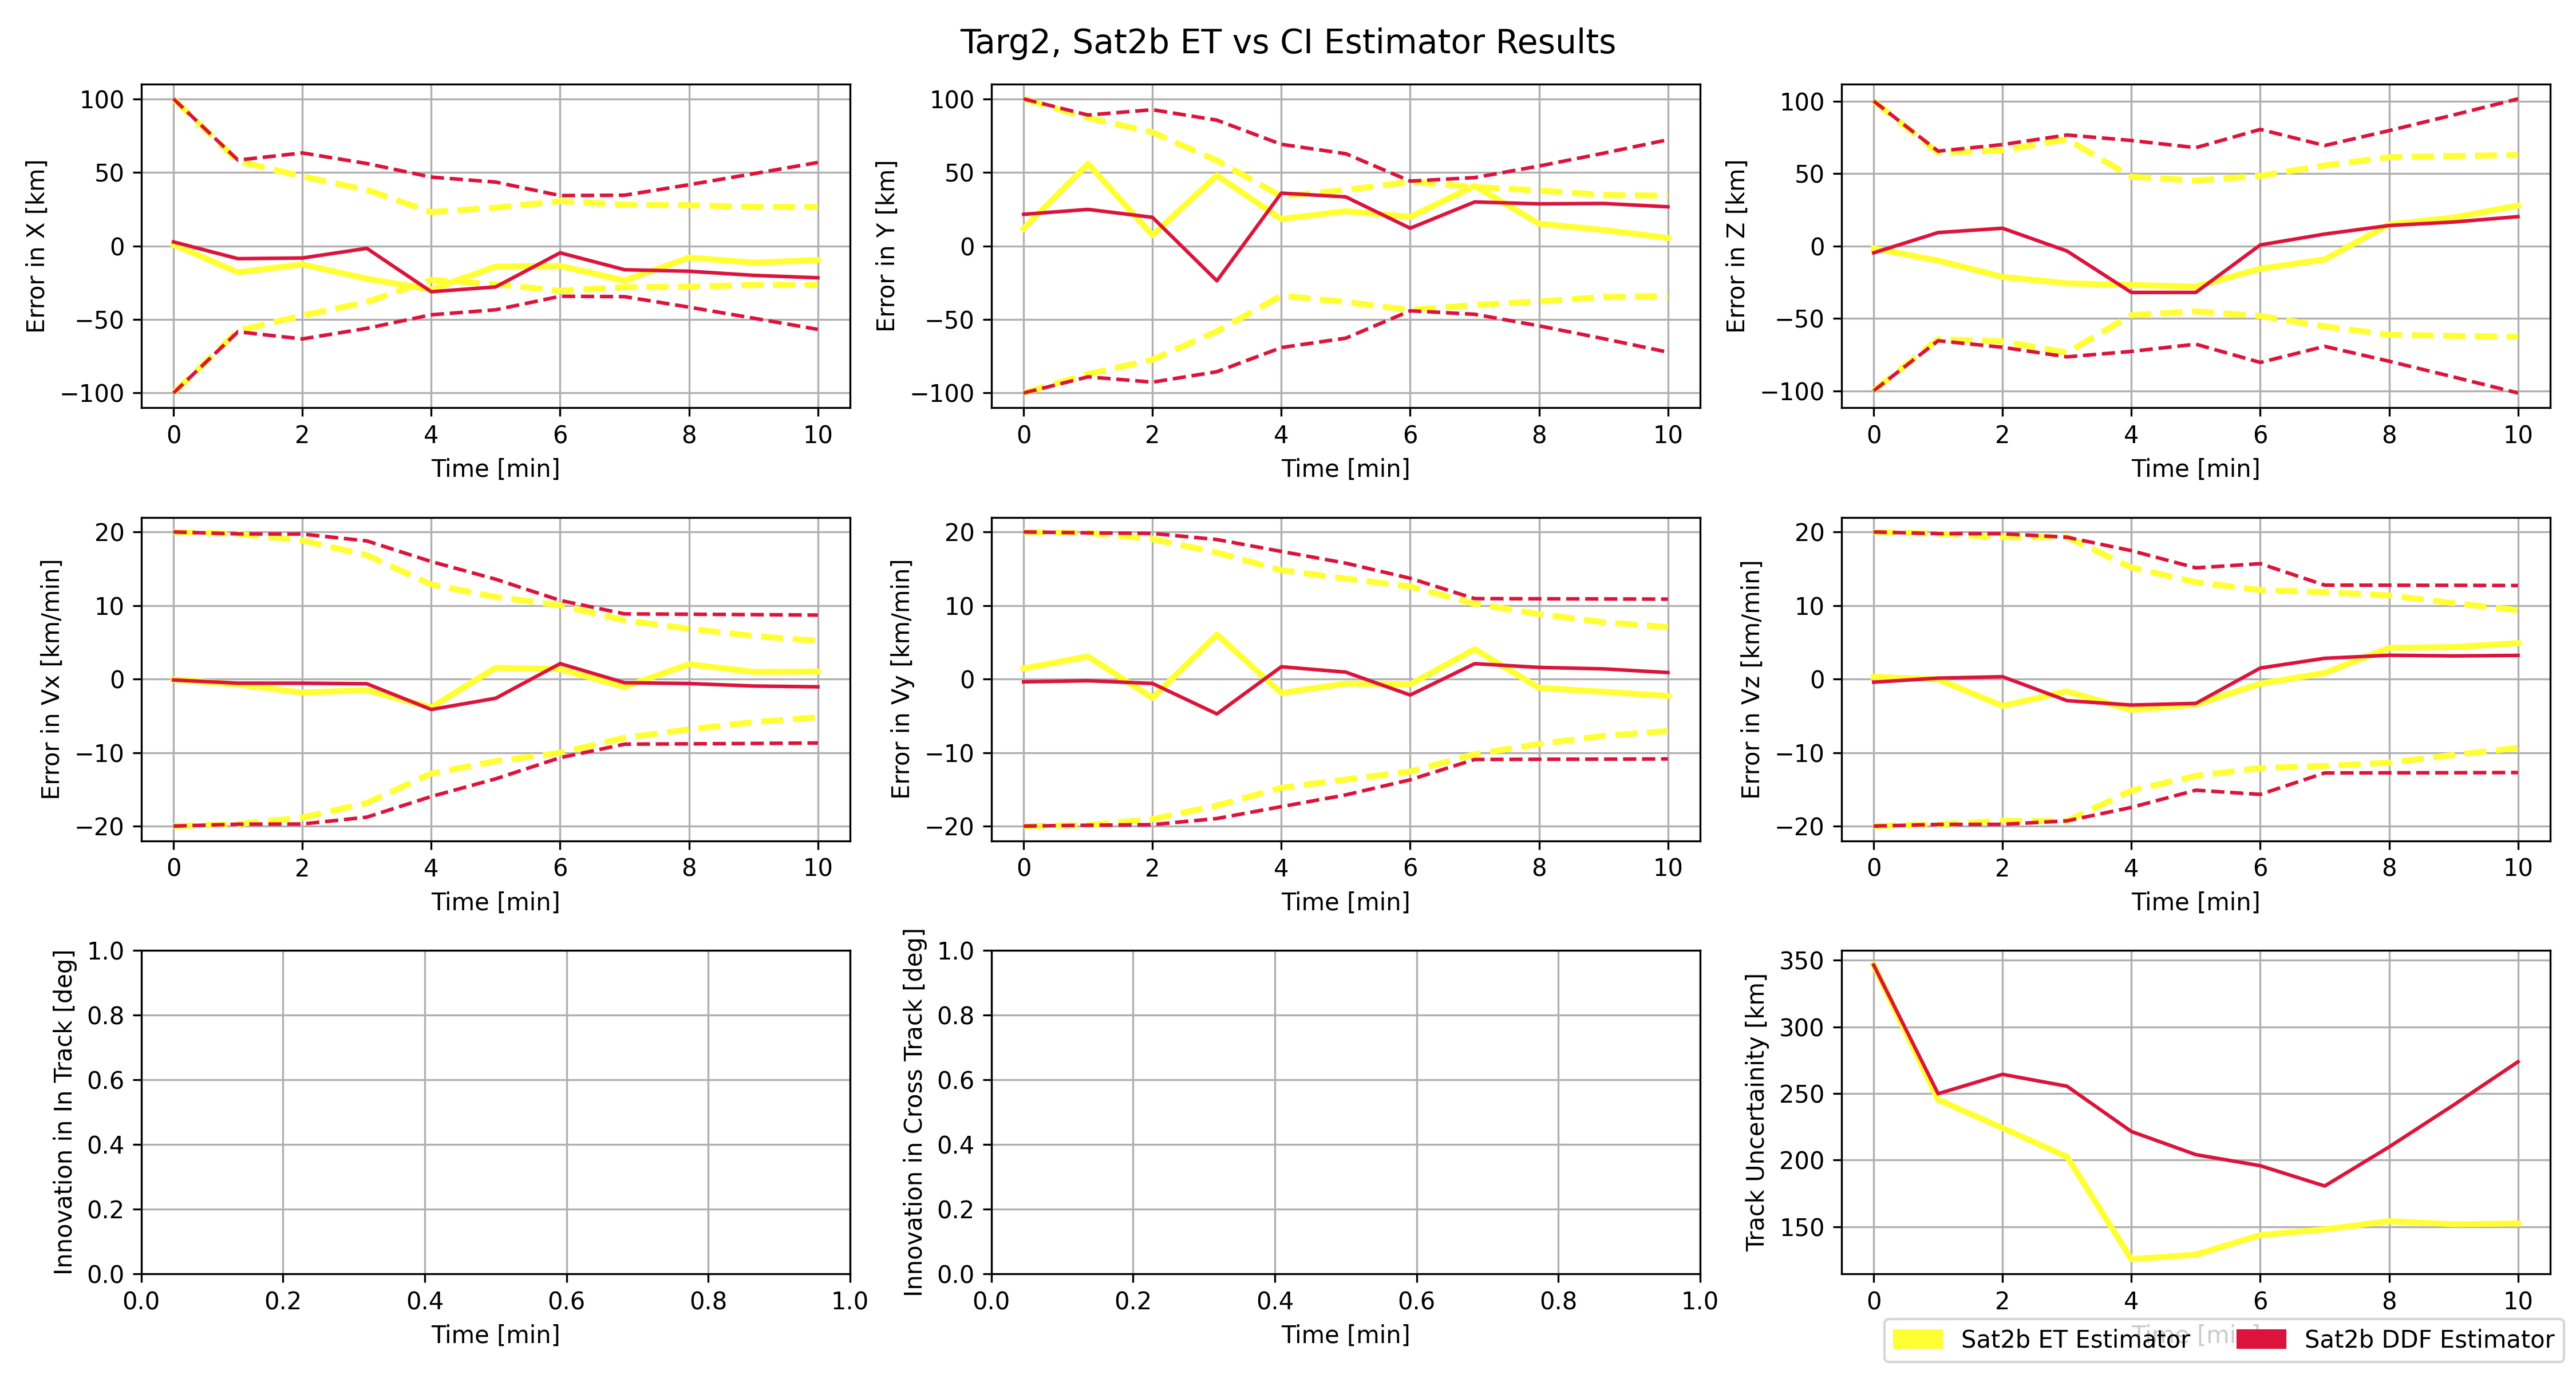 Targ2, Sat2b ET vs CI Estimator Results
Error in X [km]
100
50
0
−50
−100
0 2 4 6 8 10
Time [min]
Error in Y [km]
100
50
0
−50
−100
0 2 4 6 8 10
Time [min]
Error in Z [km]
100
50
0
−50
−100
0 2 4 6 8 10
Time [min]
Error in Vx [km/min]
20
10
0
−10
−20
0 2 4 6 8 10
Time [min]
Error in Vy [km/min]
20
10
0
−10
−20
0 2 4 6 8 10
Time [min]
Error in Vz [km/min]
20
10
0
−10
−20
0 2 4 6 8 10
Time [min]
Innovation in In Track [deg]
1.0
0.8
0.6
0.4
0.2
0.0
0.0 0.2 0.4 0.6 0.8 1.0
Time [min]
Innovation in Cross Track [deg]
1.0
0.8
0.6
0.4
0.2
0.0
0.0 0.2 0.4 0.6 0.8 1.0
Time [min]
Track Uncertainity [km]
350
300
250
200
150
0 2 4 6 8 10
Time [min]
Sat2b ET Estimator Sat2b DDF Estimator